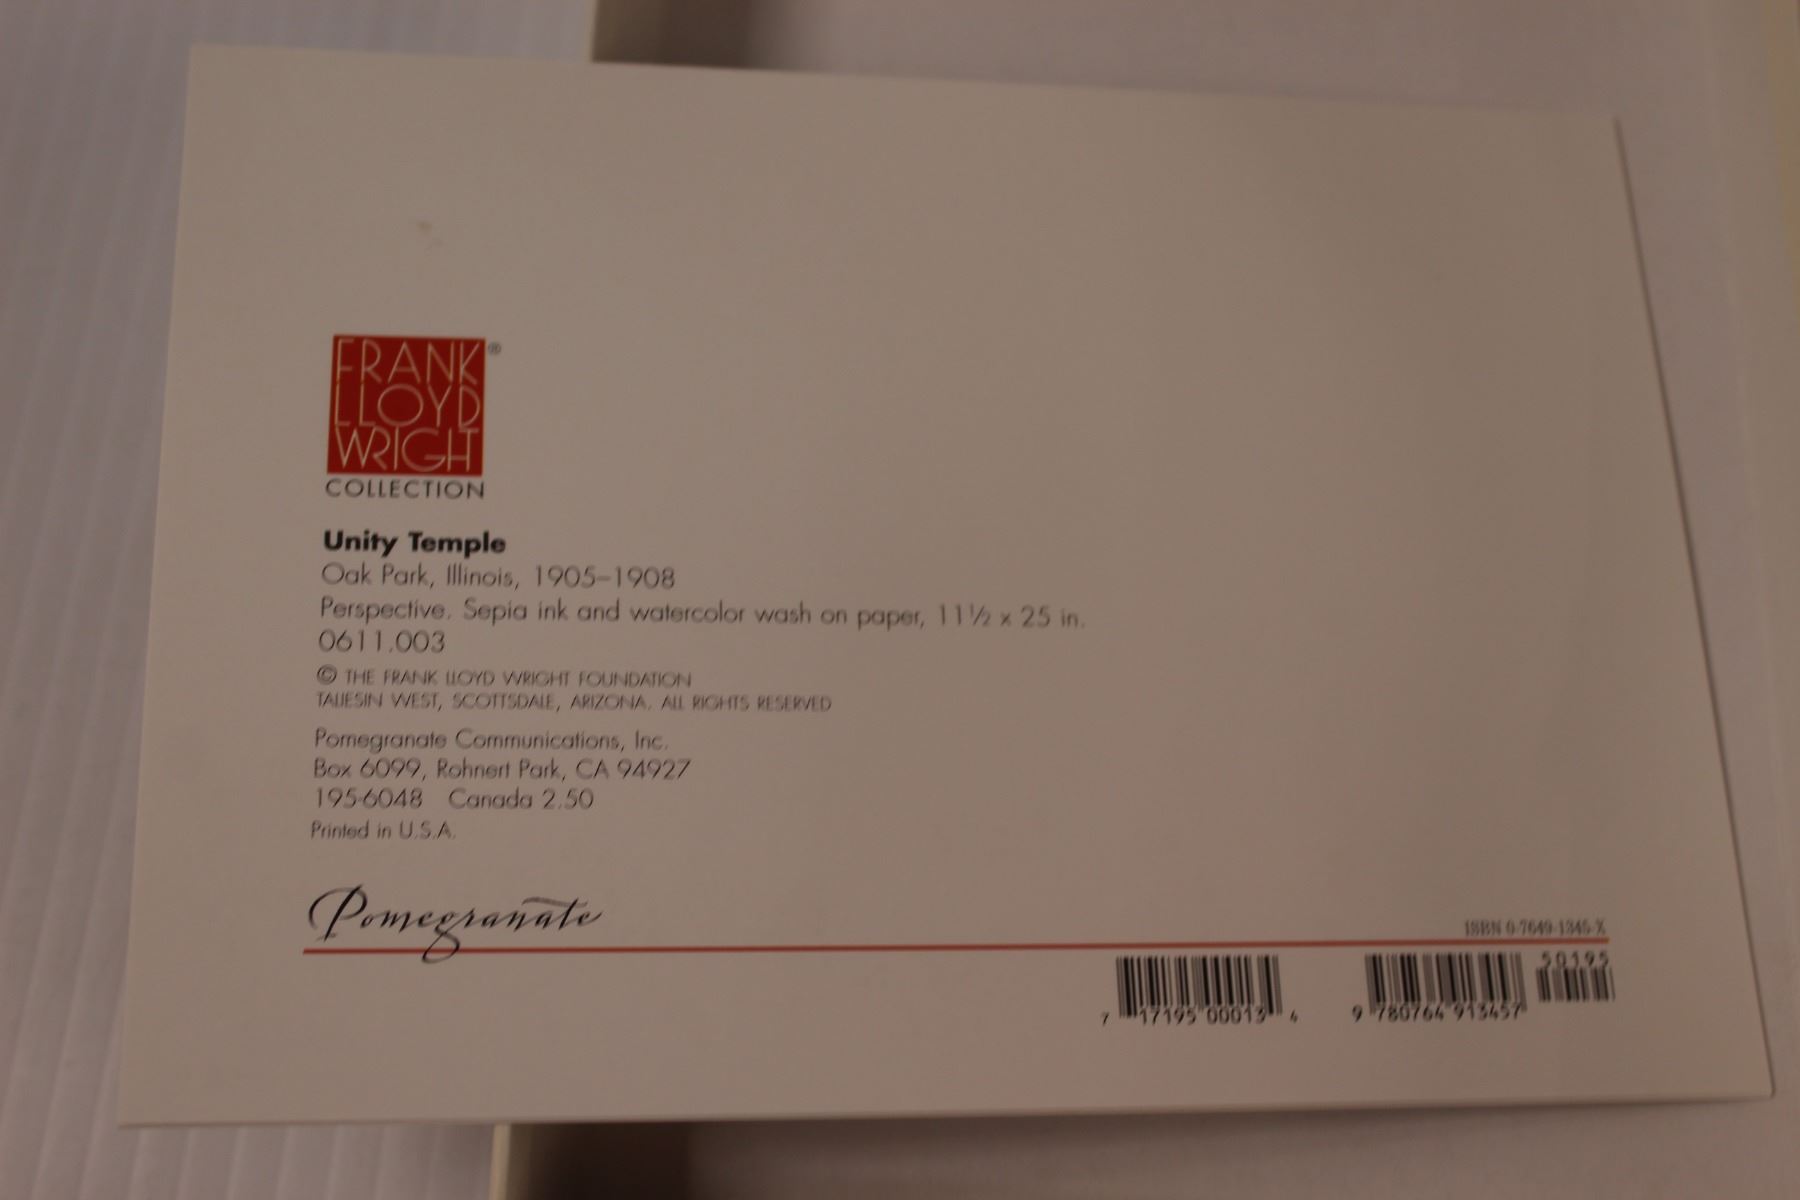 FRANK ®
LLOYD
WRIGHT
COLLECTION
Unity Temple
Oak Park, Illinois, 1905–1908
Perspective. Sepia ink and watercolor wash on paper, 11½ x 25 in.
0611.003
© THE FRANK LLOYD WRIGHT FOUNDATION
TALIESIN WEST, SCOTTSDALE, ARIZONA. ALL RIGHTS RESERVED
Pomegranate Communications, Inc.
Box 6099, Rohnert Park, CA 94927
195-6048 Canada 2.50
Printed in U.S.A.
Pomegranate
ISBN 0-7649-1345-X
50195
7 17195 00013 4
9 780764 913457